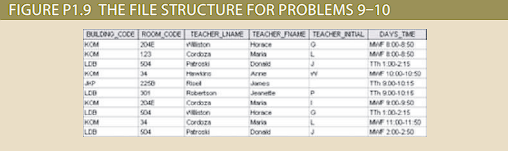 FIGURE P1.9 THE FILE STRUCTURE FOR PROBLEMS 9–10
BUILDING_CODE ROOM_CODE TEACHER_LNAME TEACHER_FNAME TEACHER_INITIAL DAYS_TIME
KOM 204E Williston Horace G MWF 8:00-8:50
KOM 123 Cordoza Maria L MWF 8:00-8:50
LDB 504 Patroski Donald J TTh 1:00-2:15
KOM 34 Hawkins Anne W MWF 10:00-10:50
JKP 225B Risell James TTh 9:00-10:15
LDB 301 Robertson Jeanette P TTh 9:00-10:15
KOM 204E Cordoza Maria I MWF 9:00-9:50
LDB 504 Williston Horace G TTh 1:00-2:15
KOM 34 Cordoza Maria L MWF 11:00-11:50
LDB 504 Patroski Donald J MWF 2:00-2:50